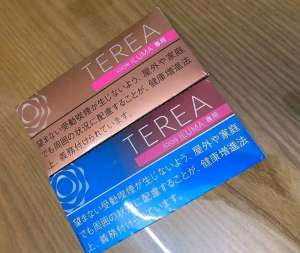 TEREA
IQOS ILUMA 専用
望まない受動喫煙が生じないよう、屋外や家庭
でも周囲の状況に配慮することが、健康増進法
上、義務付けられています。
TEREA
IQOS ILUMA 専用
望まない受動喫煙が生じないよう、屋外や家庭
でも周囲の状況に配慮することが、健康増進法
上、義務付けられています。